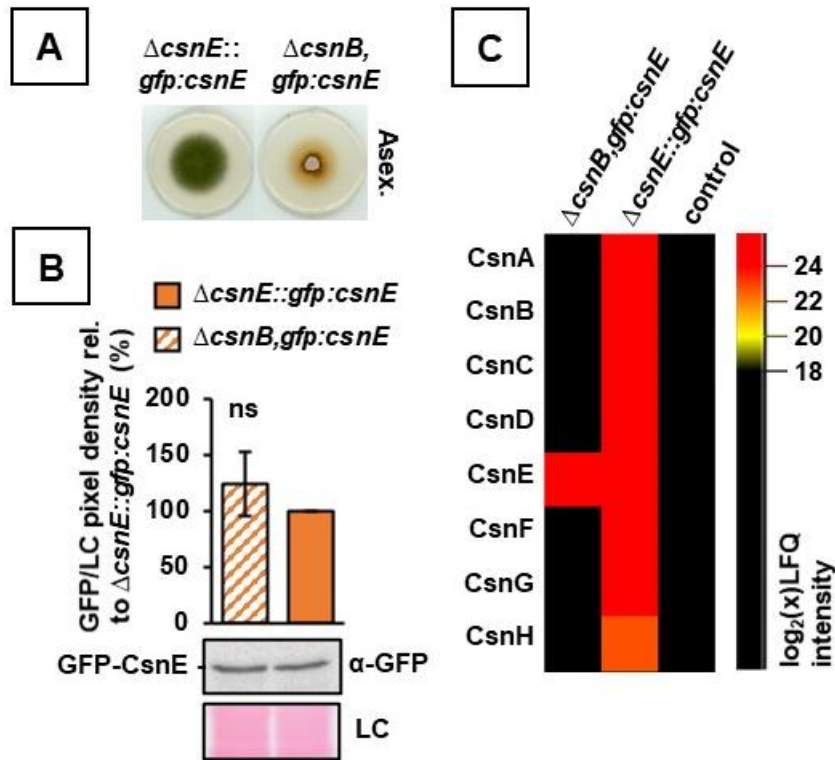 A
ΔcsnE::
gfp:csnE
ΔcsnB,
gfp:csnE
Asex.
B
ΔcsnE::gfp:csnE
ΔcsnB,gfp:csnE
GFP/LC pixel density rel.
to ΔcsnE::gfp:csnE (%)
200
150
100
50
0
ns
GFP-CsnE
α-GFP
LC
C
ΔcsnB,gfp:csnE
ΔcsnE::gfp:csnE
control
CsnA
CsnB
CsnC
CsnD
CsnE
CsnF
CsnG
CsnH
24
22
20
18
log₂(x)LFQ
intensity